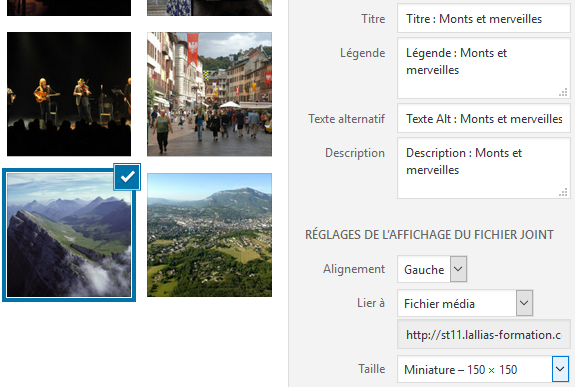 Titre
Titre : Monts et merveilles
Légende
Légende : Monts et
merveilles
Texte alternatif
Texte Alt : Monts et merveilles
Description
Description : Monts et
merveilles
RÉGLAGES DE L'AFFICHAGE DU FICHIER JOINT
Alignement
Gauche
Lier à
Fichier média
http://st11.lallias-formation.c
Taille
Miniature – 150 × 150